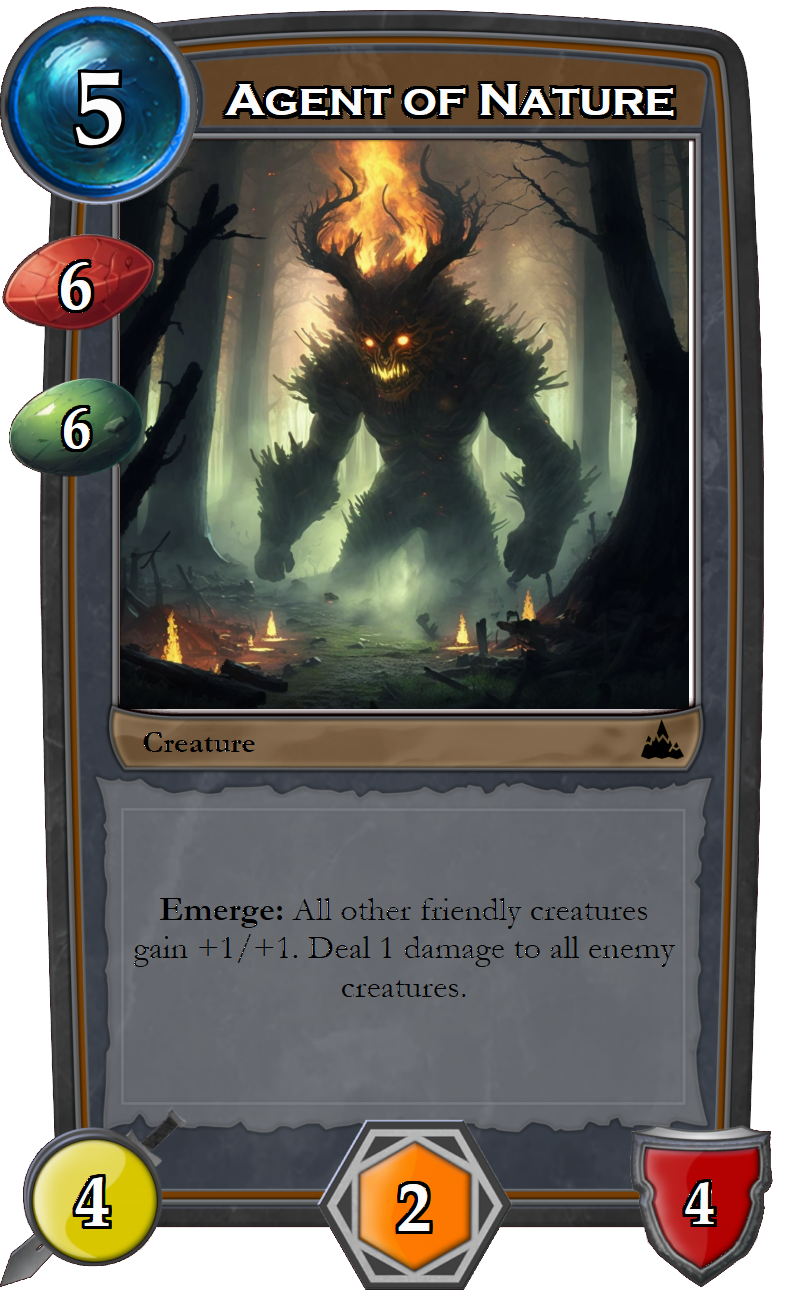 5
AGENT OF NATURE
6
6
Creature
Emerge: All other friendly creatures
gain +1/+1. Deal 1 damage to all enemy
creatures.
4
2
4